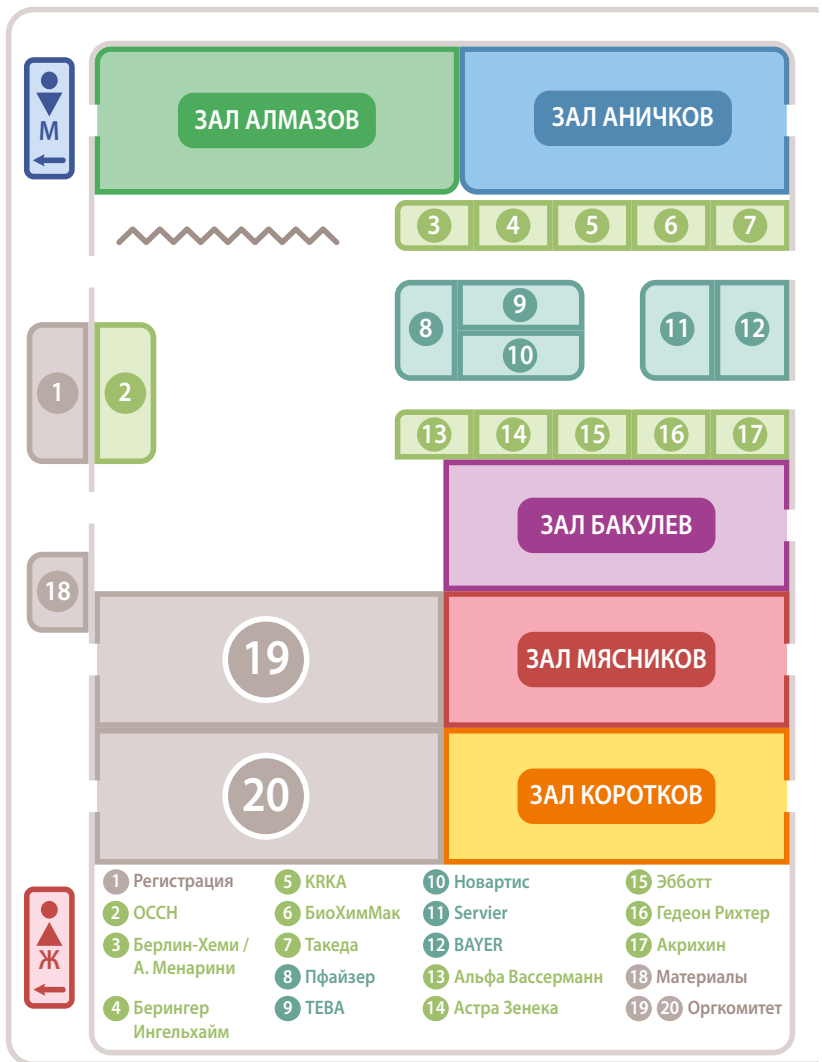 М
ЗАЛ АЛМАЗОВ
ЗАЛ АНИЧКОВ
3 4 5 6 7
8 9 10 11 12
1 2
13 14 15 16 17
ЗАЛ БАКУЛЕВ
18
19
ЗАЛ МЯСНИКОВ
20
ЗАЛ КОРОТКОВ
Ж
1 Регистрация
2 ОССН
3 Берлин-Хеми /
А. Менарини
4 Берингер
Ингельхайм
5 KRKA
6 БиоХимМак
7 Такеда
8 Пфайзер
9 ТЕВА
10 Новартис
11 Servier
12 BAYER
13 Альфа Вассерманн
14 Астра Зенека
15 Эбботт
16 Гедеон Рихтер
17 Акрихин
18 Материалы
19 20 Оргкомитет